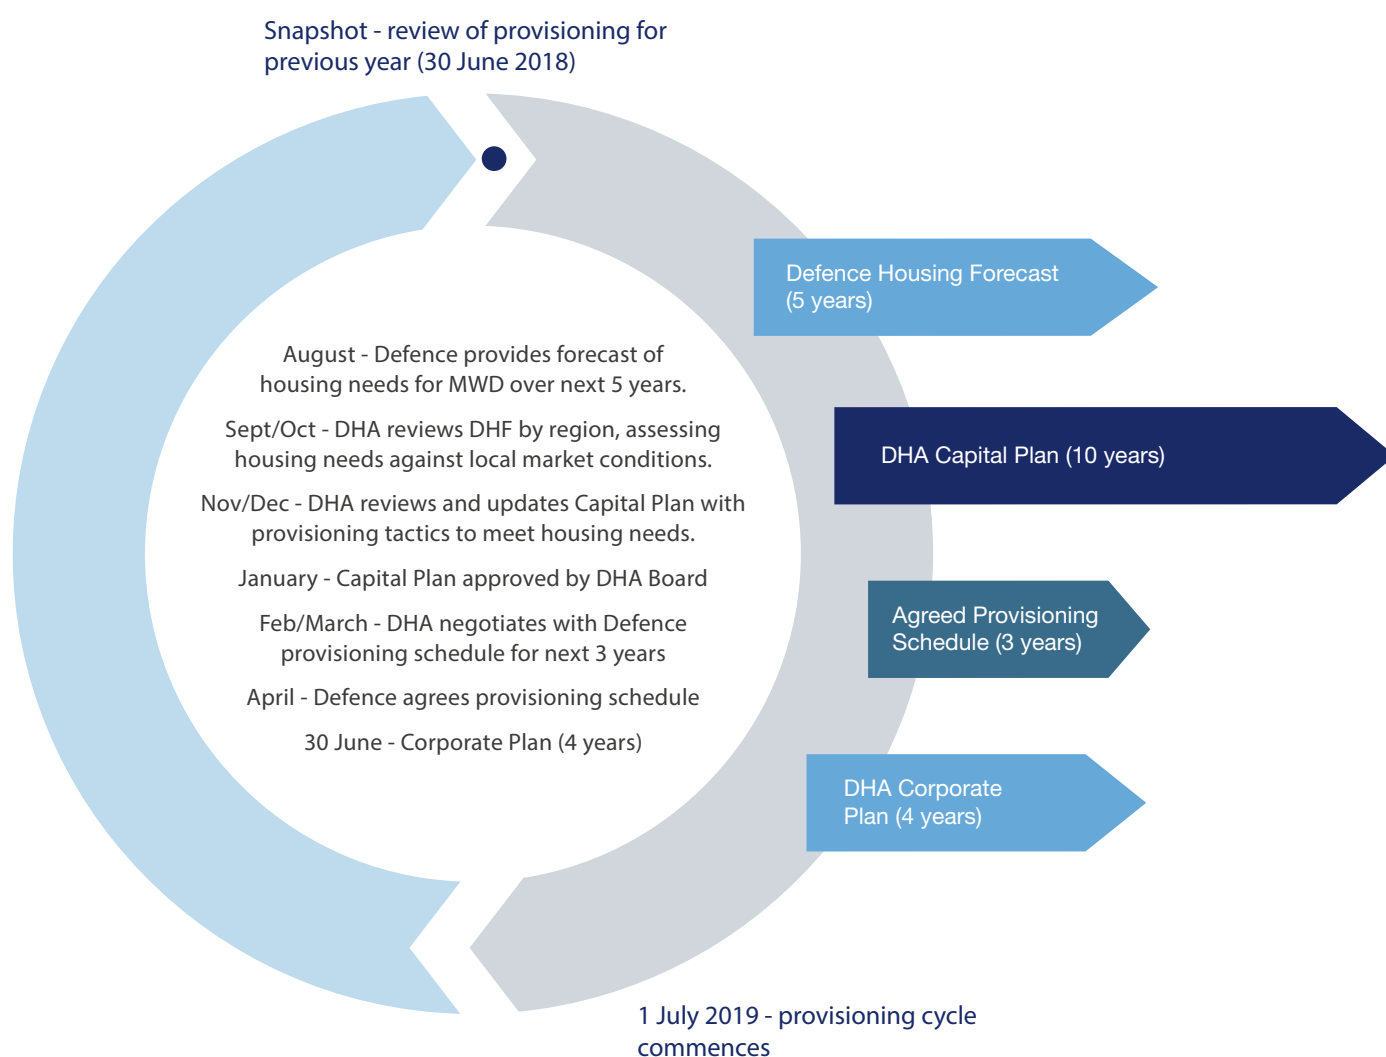 Snapshot - review of provisioning for
previous year (30 June 2018)
Defence Housing Forecast
(5 years)
August - Defence provides forecast of
housing needs for MWD over next 5 years.
Sept/Oct - DHA reviews DHF by region, assessing
housing needs against local market conditions.
Nov/Dec - DHA reviews and updates Capital Plan with
provisioning tactics to meet housing needs.
January - Capital Plan approved by DHA Board
Feb/March - DHA negotiates with Defence
provisioning schedule for next 3 years
April - Defence agrees provisioning schedule
30 June - Corporate Plan (4 years)
DHA Capital Plan (10 years)
Agreed Provisioning
Schedule (3 years)
DHA Corporate
Plan (4 years)
1 July 2019 - provisioning cycle
commences